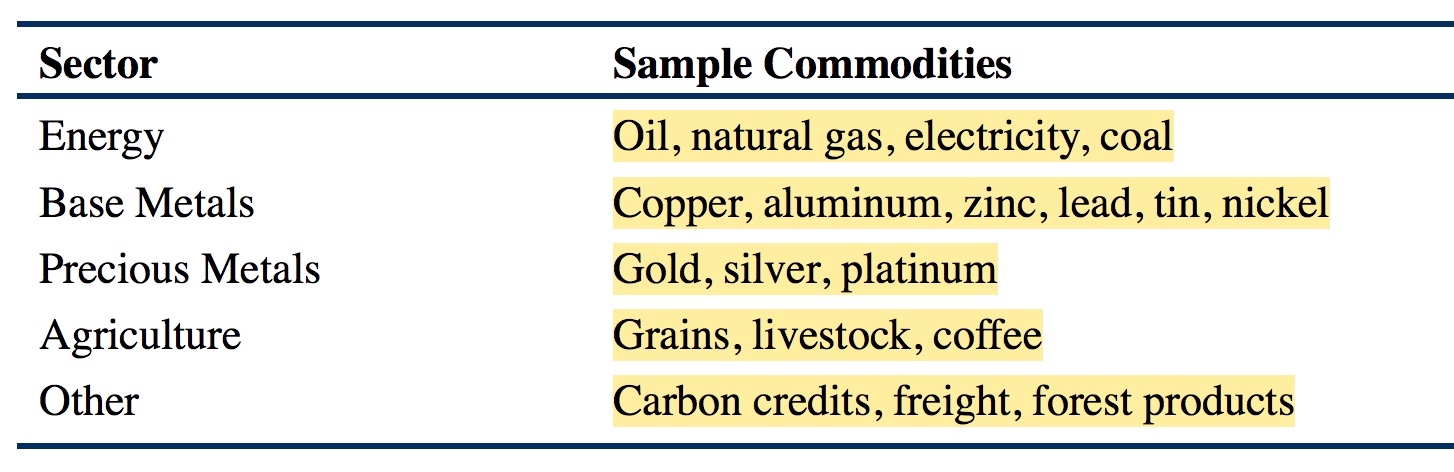 Sector Sample Commodities
Energy Oil, natural gas, electricity, coal
Base Metals Copper, aluminum, zinc, lead, tin, nickel
Precious Metals Gold, silver, platinum
Agriculture Grains, livestock, coffee
Other Carbon credits, freight, forest products